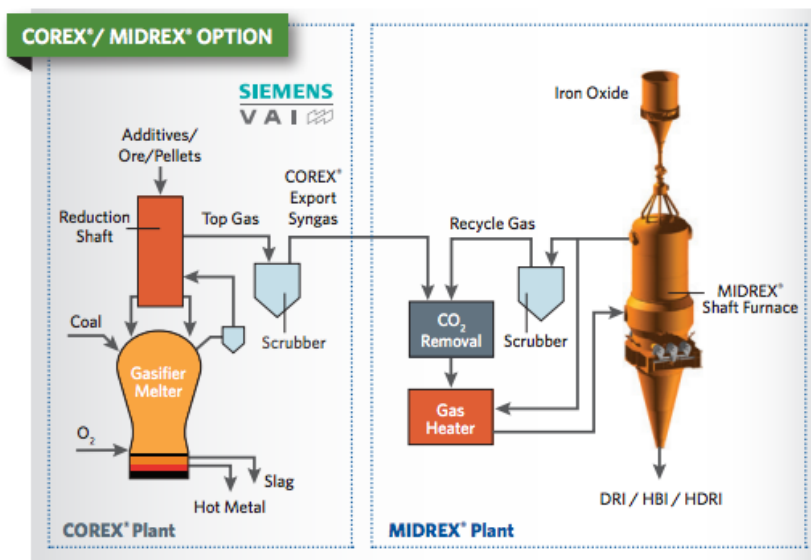 COREX®/ MIDREX® OPTION
SIEMENS
VAI
Additives/
Ore/Pellets
Reduction
Shaft
Top Gas
COREX®
Export
Syngas
Scrubber
Coal
Gasifier
Melter
O₂
Slag
Hot Metal
COREX® Plant
Iron Oxide
Recycle Gas
CO₂
Removal
Scrubber
MIDREX®
Shaft Furnace
Gas
Heater
DRI / HBI / HDRI
MIDREX® Plant